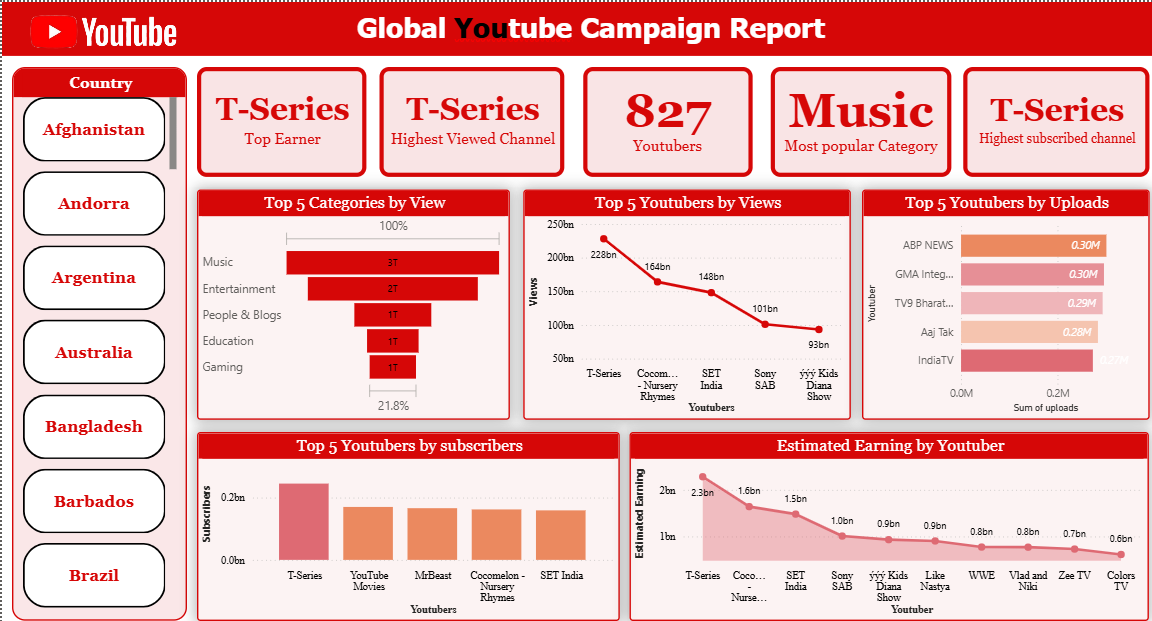 YouTube
Global Youtube Campaign Report
Country
Afghanistan
Andorra
Argentina
Australia
Bangladesh
Barbados
Brazil
T-Series
Top Earner
T-Series
Highest Viewed Channel
827
Youtubers
Music
Most popular Category
T-Series
Highest subscribed channel
Top 5 Categories by View
100%
Music
3T
Entertainment
2T
People & Blogs
1T
Education
1T
Gaming
1T
21.8%
Top 5 Youtubers by Views
Views
250bn
200bn
150bn
100bn
50bn
228bn
164bn
148bn
101bn
93bn
T-Series
Cocom...
- Nursery
Rhymes
SET
India
Sony
SAB
ýýý Kids
Diana
Show
Youtubers
Top 5 Youtubers by Uploads
Youtuber
ABP NEWS
0.30M
GMA Integ...
0.30M
TV9 Bharat...
0.29M
Aaj Tak
0.28M
IndiaTV
0.27M
0.0M
0.2M
Sum of uploads
Top 5 Youtubers by subscribers
Subscribers
0.2bn
0.0bn
T-Series
YouTube
Movies
MrBeast
Cocomelon -
Nursery
Rhymes
SET India
Youtubers
Estimated Earning by Youtuber
Estimated Earning
2bn
1bn
2.3bn
1.6bn
1.5bn
1.0bn
0.9bn
0.9bn
0.8bn
0.8bn
0.7bn
0.6bn
T-Series
Coco...
-
Nurse...
SET
India
Sony
SAB
ýýý Kids
Diana
Show
Like
Nastya
WWE
Vlad and
Niki
Zee TV
Colors
TV
Youtuber